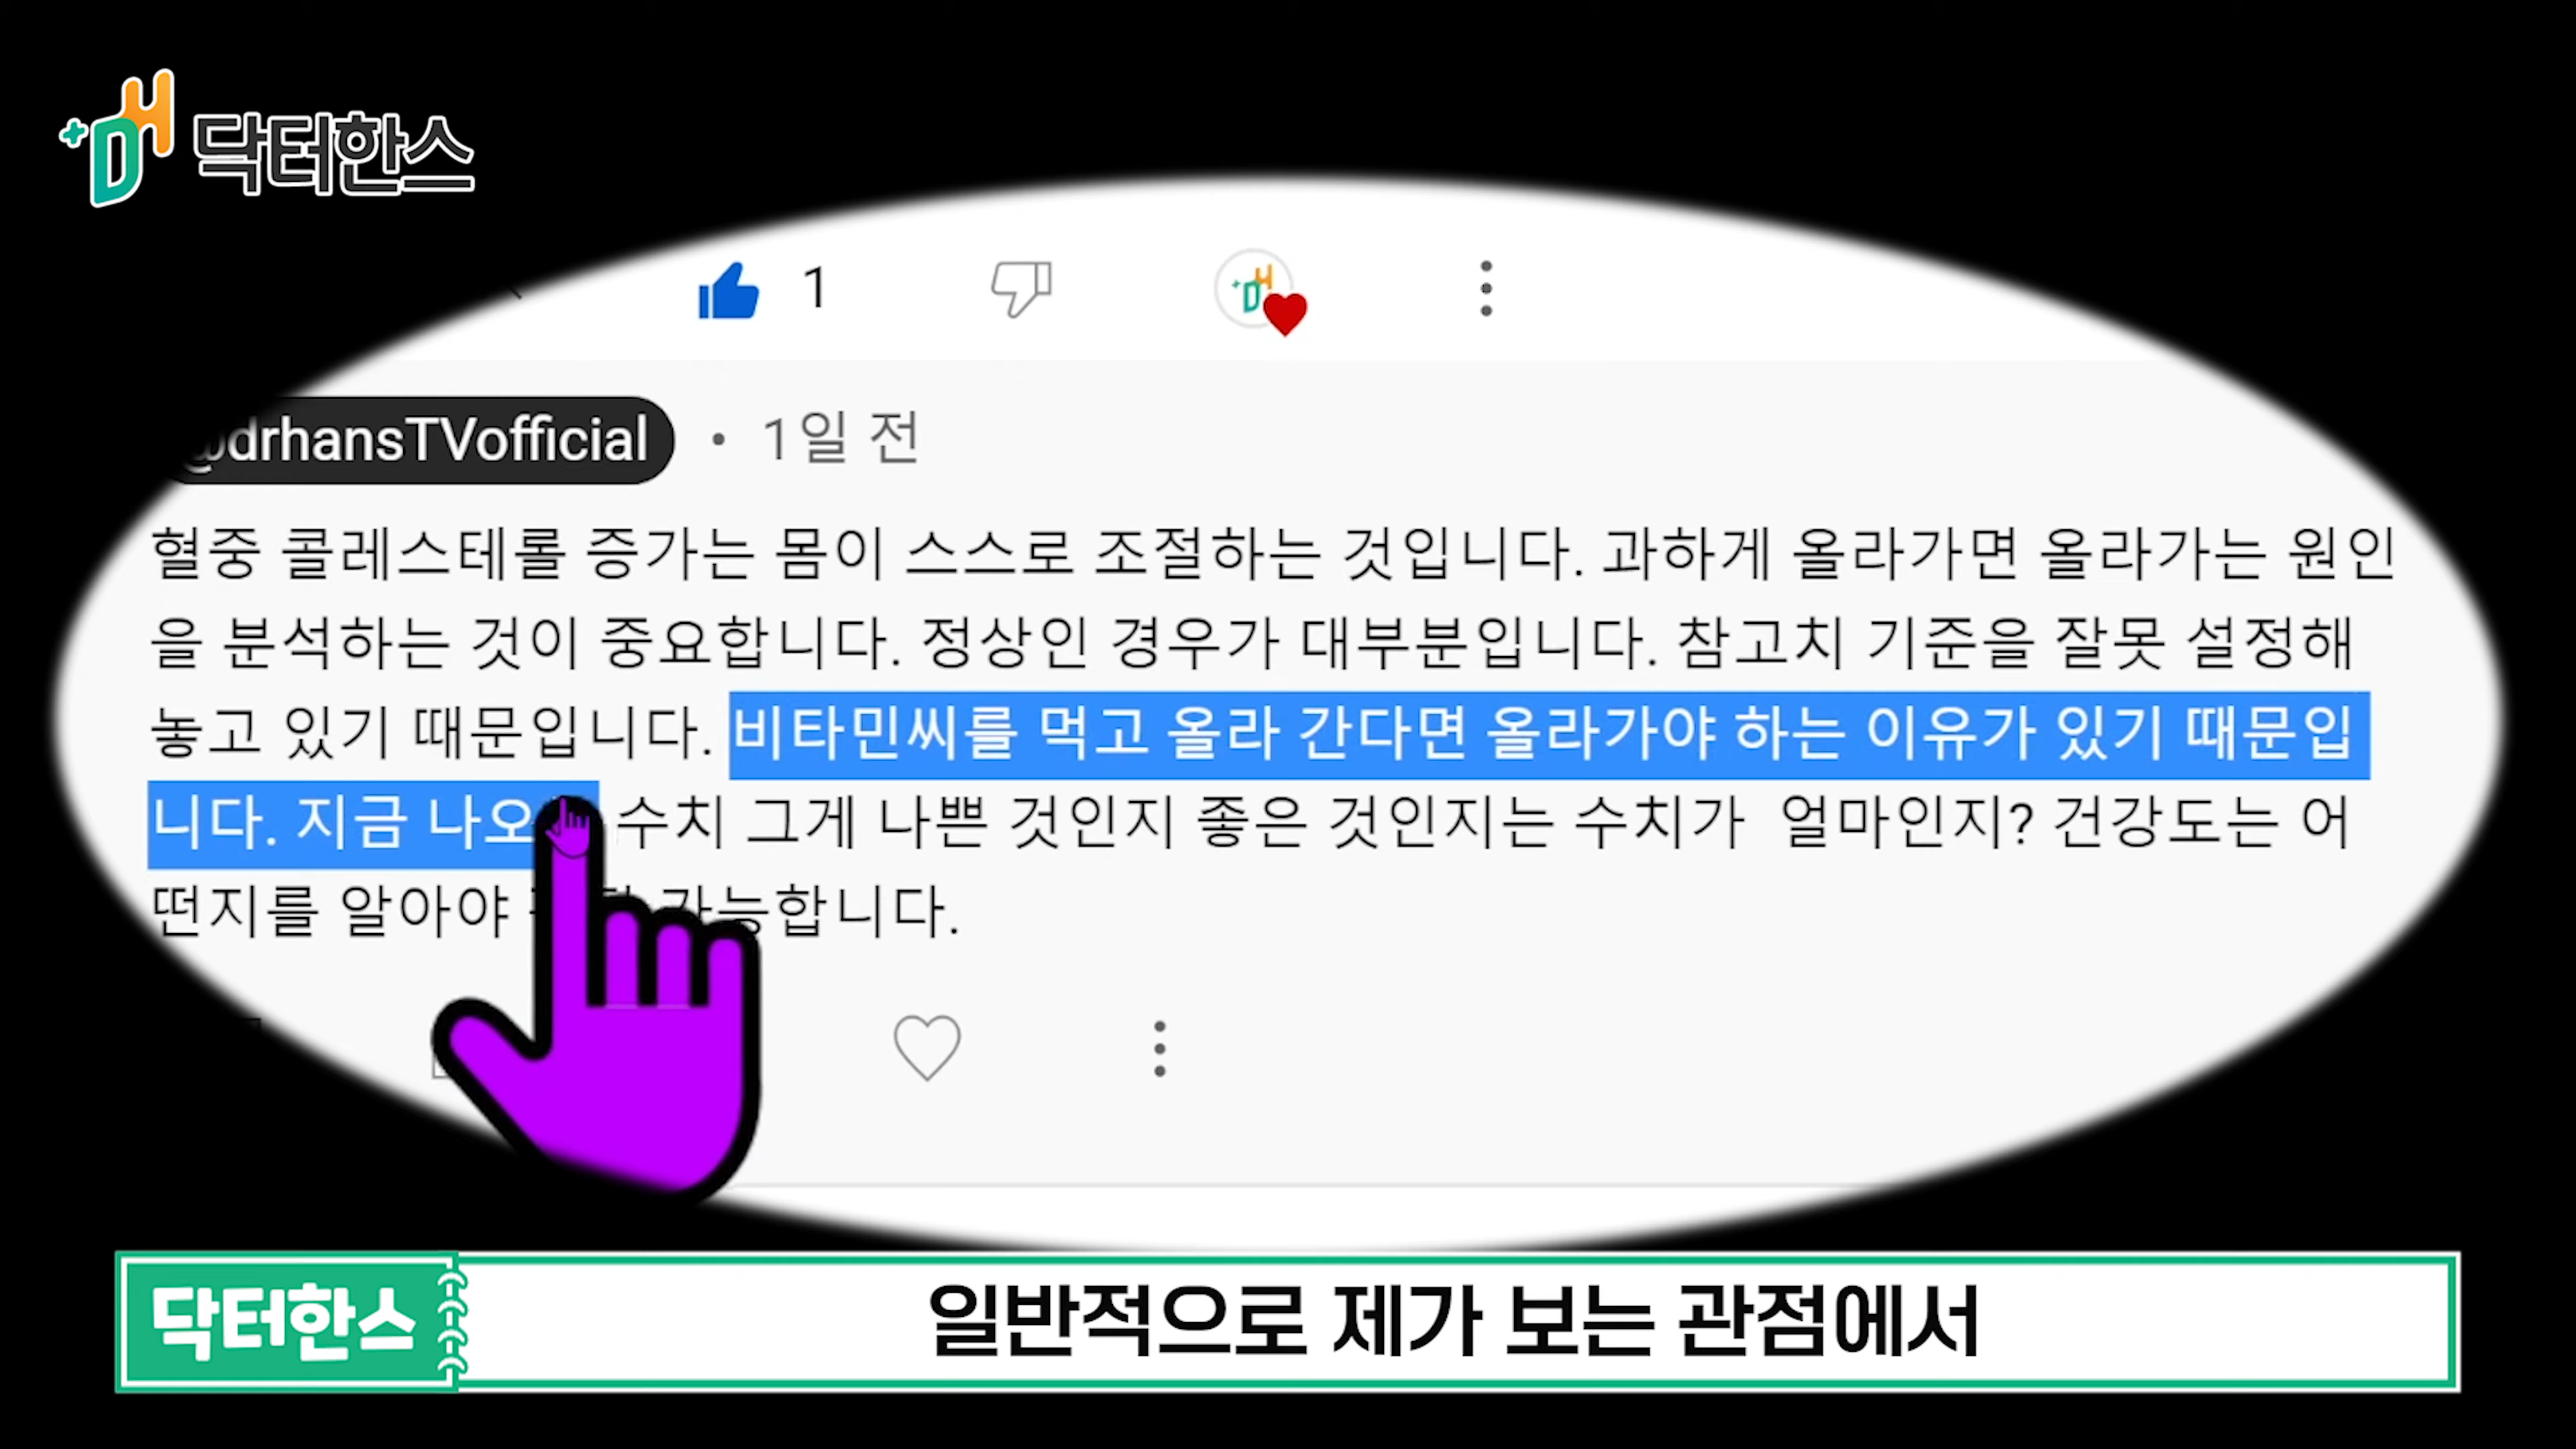 닥터한스
1
@drhansTVofficial • 1일 전
혈중 콜레스테롤 증가는 몸이 스스로 조절하는 것입니다. 과하게 올라가면 올라가는 원인
을 분석하는 것이 중요합니다. 정상인 경우가 대부분입니다. 참고치 기준을 잘못 설정해
놓고 있기 때문입니다. 비타민씨를 먹고 올라 간다면 올라가야 하는 이유가 있기 때문입
니다. 지금 나오 수치 그게 나쁜 것인지 좋은 것인지는 수치가 얼마인지? 건강도는 어
떤지를 알아야 가능합니다.
닥터한스 일반적으로 제가 보는 관점에서